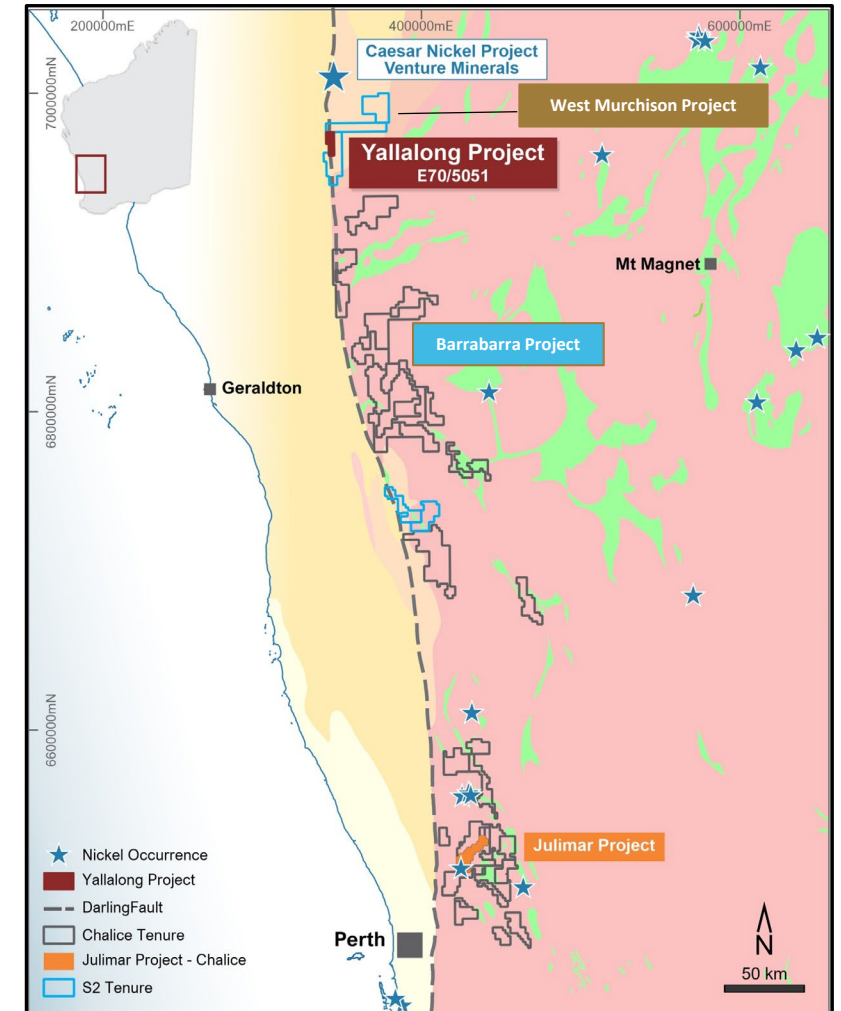 200000mE
400000mE
600000mE
7000000mN
6800000mN
6600000mN
Caesar Nickel Project
Venture Minerals
West Murchison Project
Yallalong Project
E70/5051
Mt Magnet
Barrabarra Project
Geraldton
Julimar Project
Perth
Nickel Occurrence
Yallalong Project
DarlingFault
Chalice Tenure
Julimar Project - Chalice
S2 Tenure
N
50 km